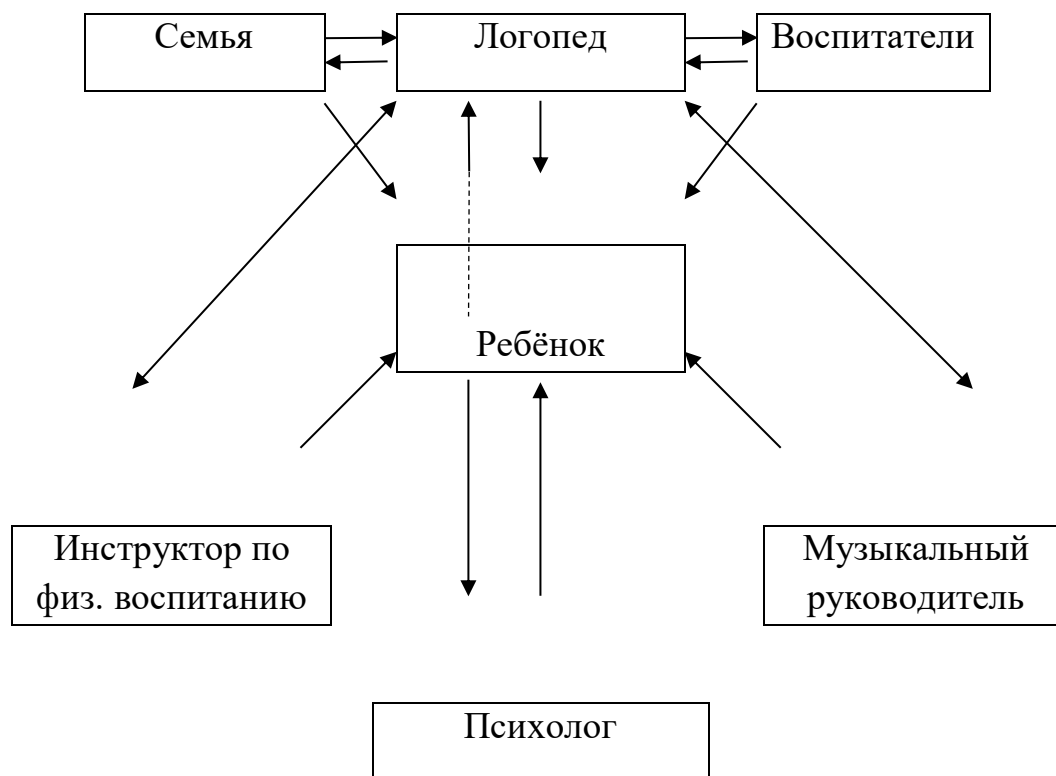 Семья
Логопед
Воспитатели
Ребёнок
Инструктор по
физ. воспитанию
Музыкальный
руководитель
Психолог